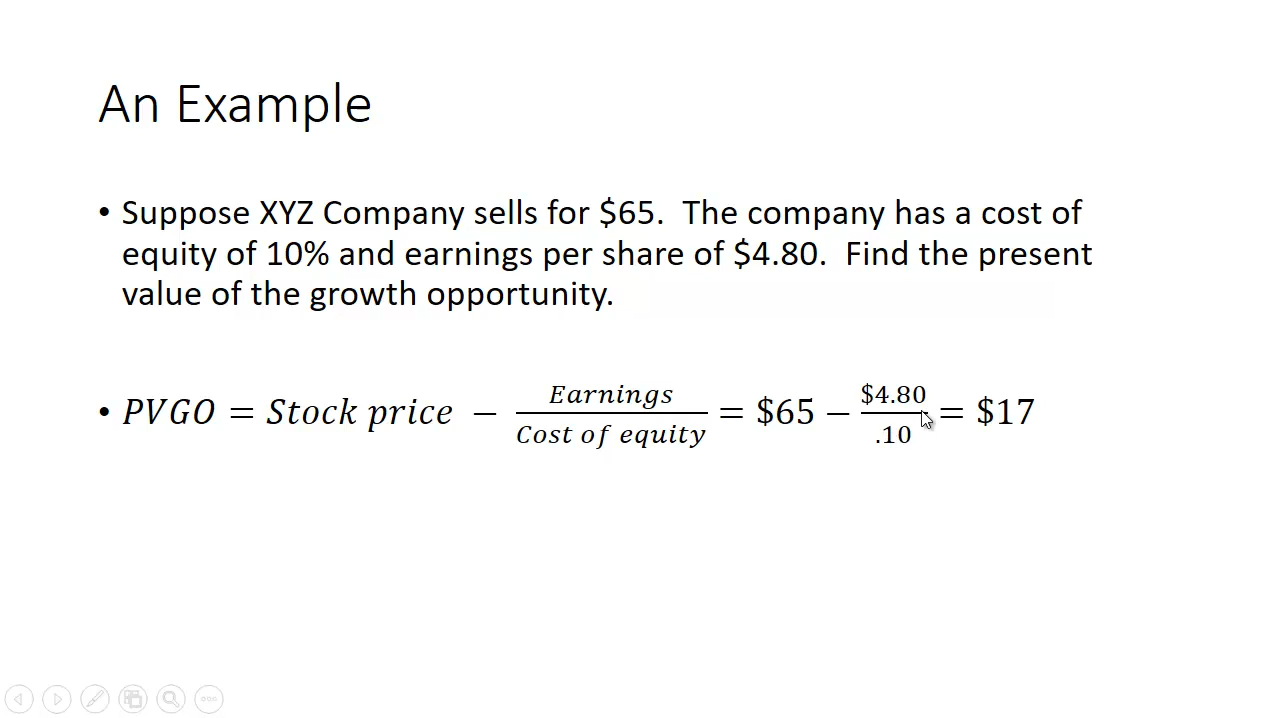 An Example
• Suppose XYZ Company sells for $65. The company has a cost of
equity of 10% and earnings per share of $4.80. Find the present
value of the growth opportunity.
• PVGO = Stock price − Earnings / Cost of equity = $65 − $4.80 / .10 = $17